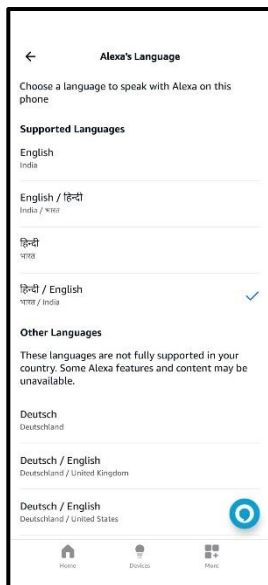 Alexa's Language
Choose a language to speak with Alexa on this
phone
Supported Languages
English
India
English / हिन्दी
India / भारत
हिन्दी
भारत
हिन्दी / English
भारत / India
Other Languages
These languages are not fully supported in your
country. Some Alexa features and content may be
unavailable.
Deutsch
Deutschland
Deutsch / English
Deutschland / United Kingdom
Deutsch / English
Deutschland / United States
Home Devices More